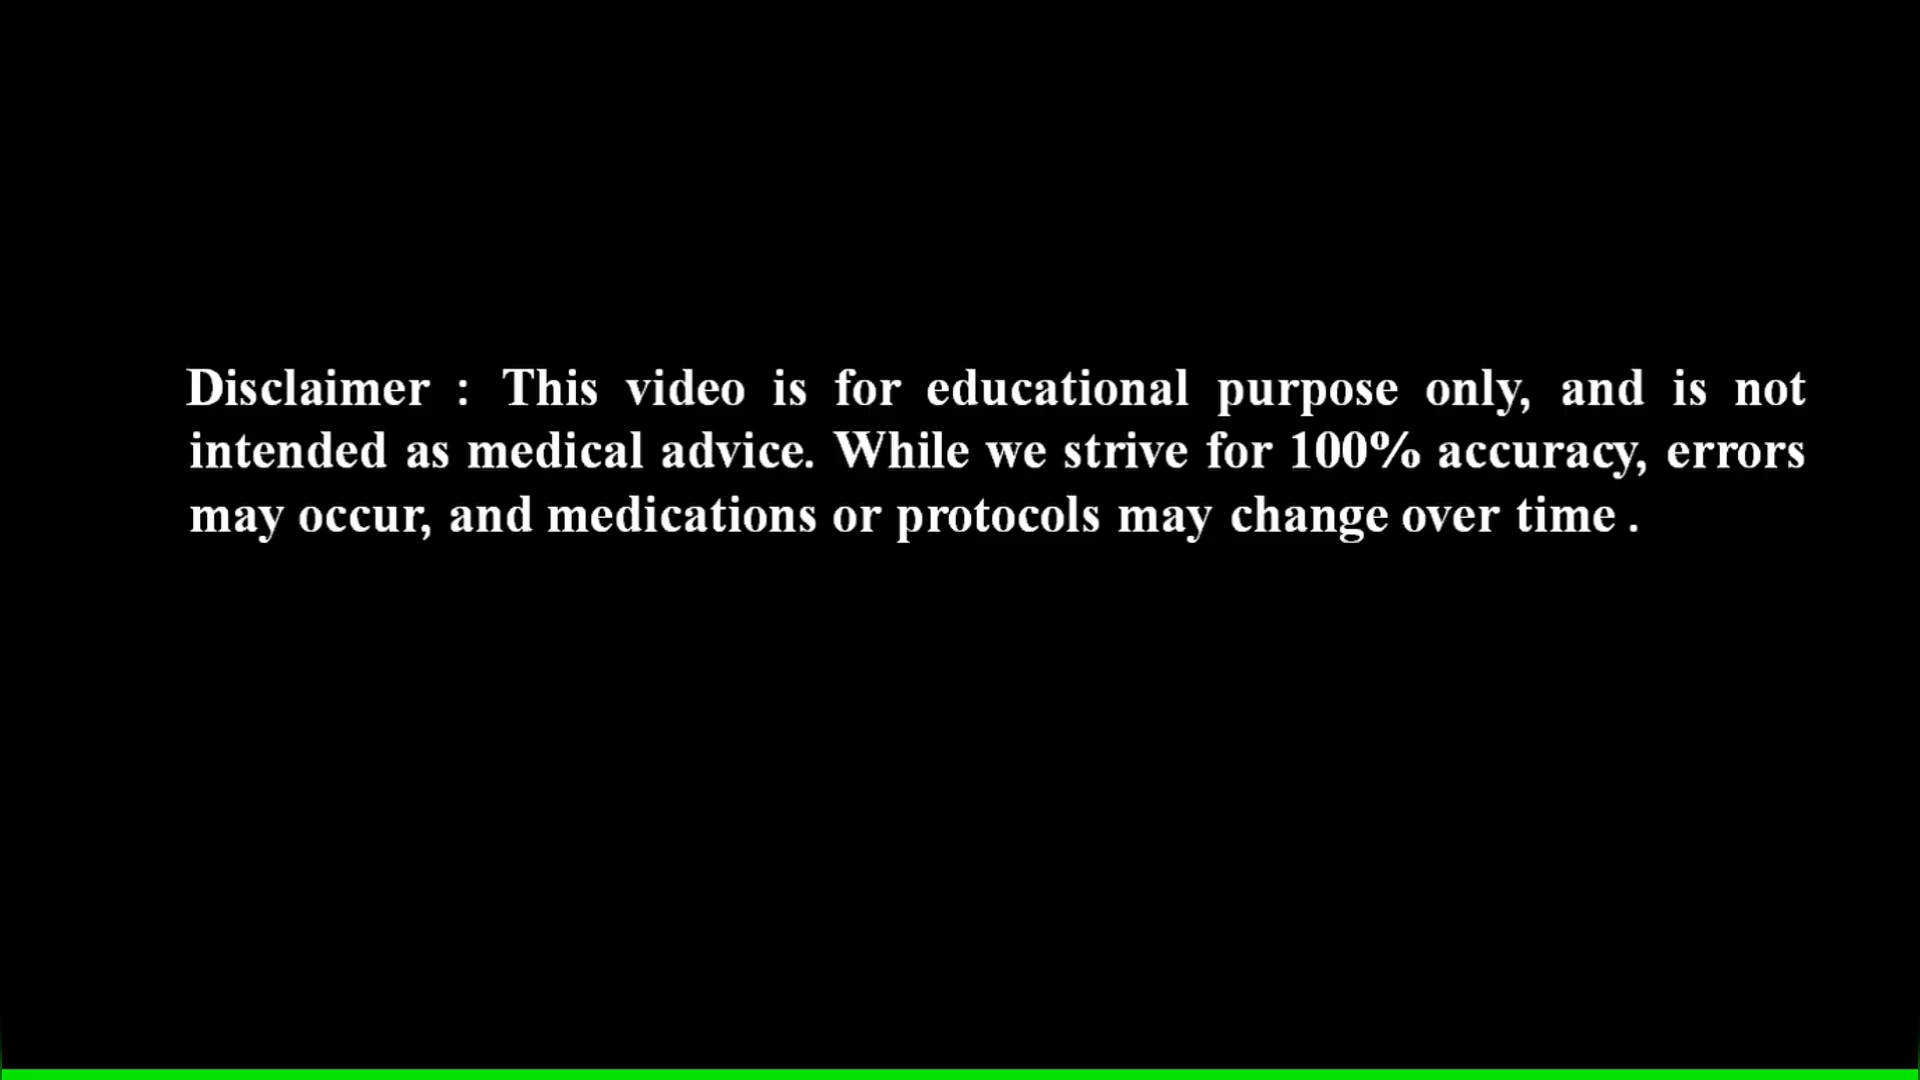 Disclaimer : This video is for educational purpose only, and is not
intended as medical advice. While we strive for 100% accuracy, errors
may occur, and medications or protocols may change over time .